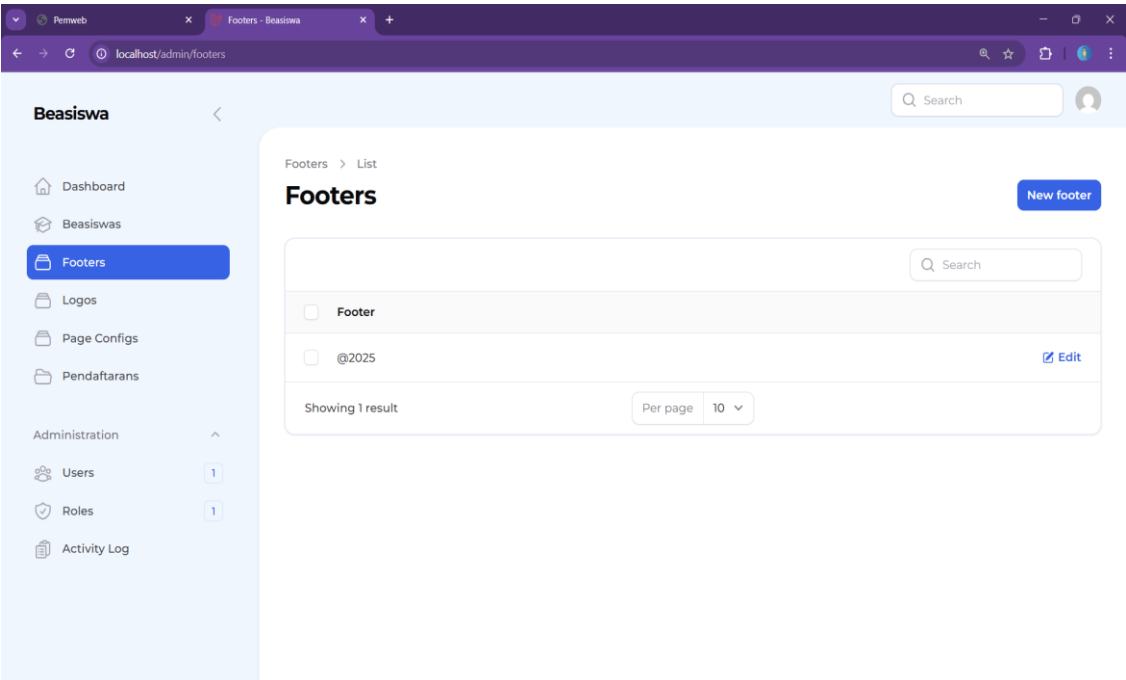 Pemweb
Footers - Beasiswa
localhost/admin/footers
Beasiswa
Search
Dashboard
Beasiswas
Footers
Logos
Page Configs
Pendaftarans
Administration
Users 1
Roles 1
Activity Log
Footers > List
Footers
New footer
Search
Footer
@2025 Edit
Showing 1 result Per page 10